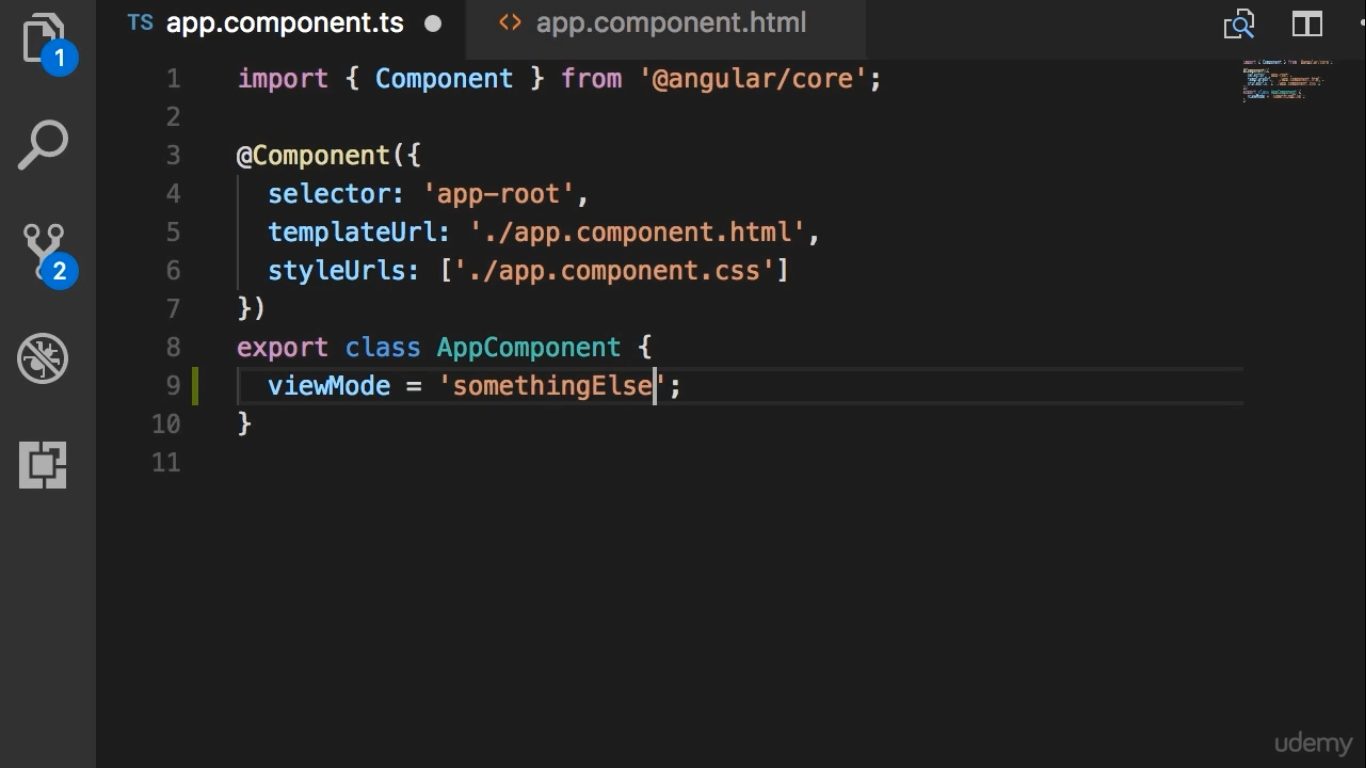 TS app.component.ts ● <> app.component.html
1
2
1 import { Component } from '@angular/core';
2
3 @Component({
4 selector: 'app-root',
5 templateUrl: './app.component.html',
6 styleUrls: ['./app.component.css']
7 })
8 export class AppComponent {
9 viewMode = 'somethingElse';
10 }
11
udemy